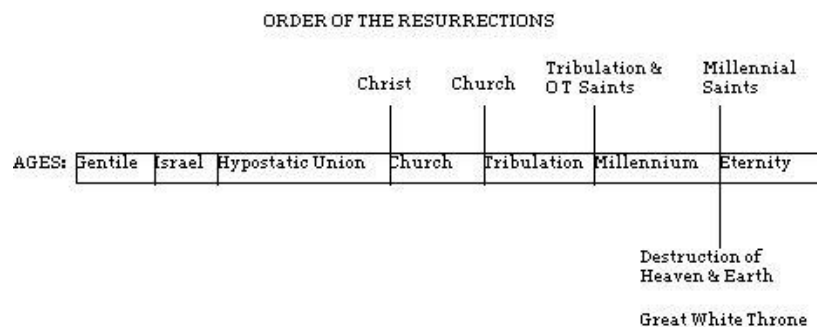 ORDER OF THE RESURRECTIONS
Christ
Church
Tribulation &
OT Saints
Millennial
Saints
AGES: Gentile Israel Hypostatic Union Church Tribulation Millennium Eternity
Destruction of
Heaven & Earth
Great White Throne